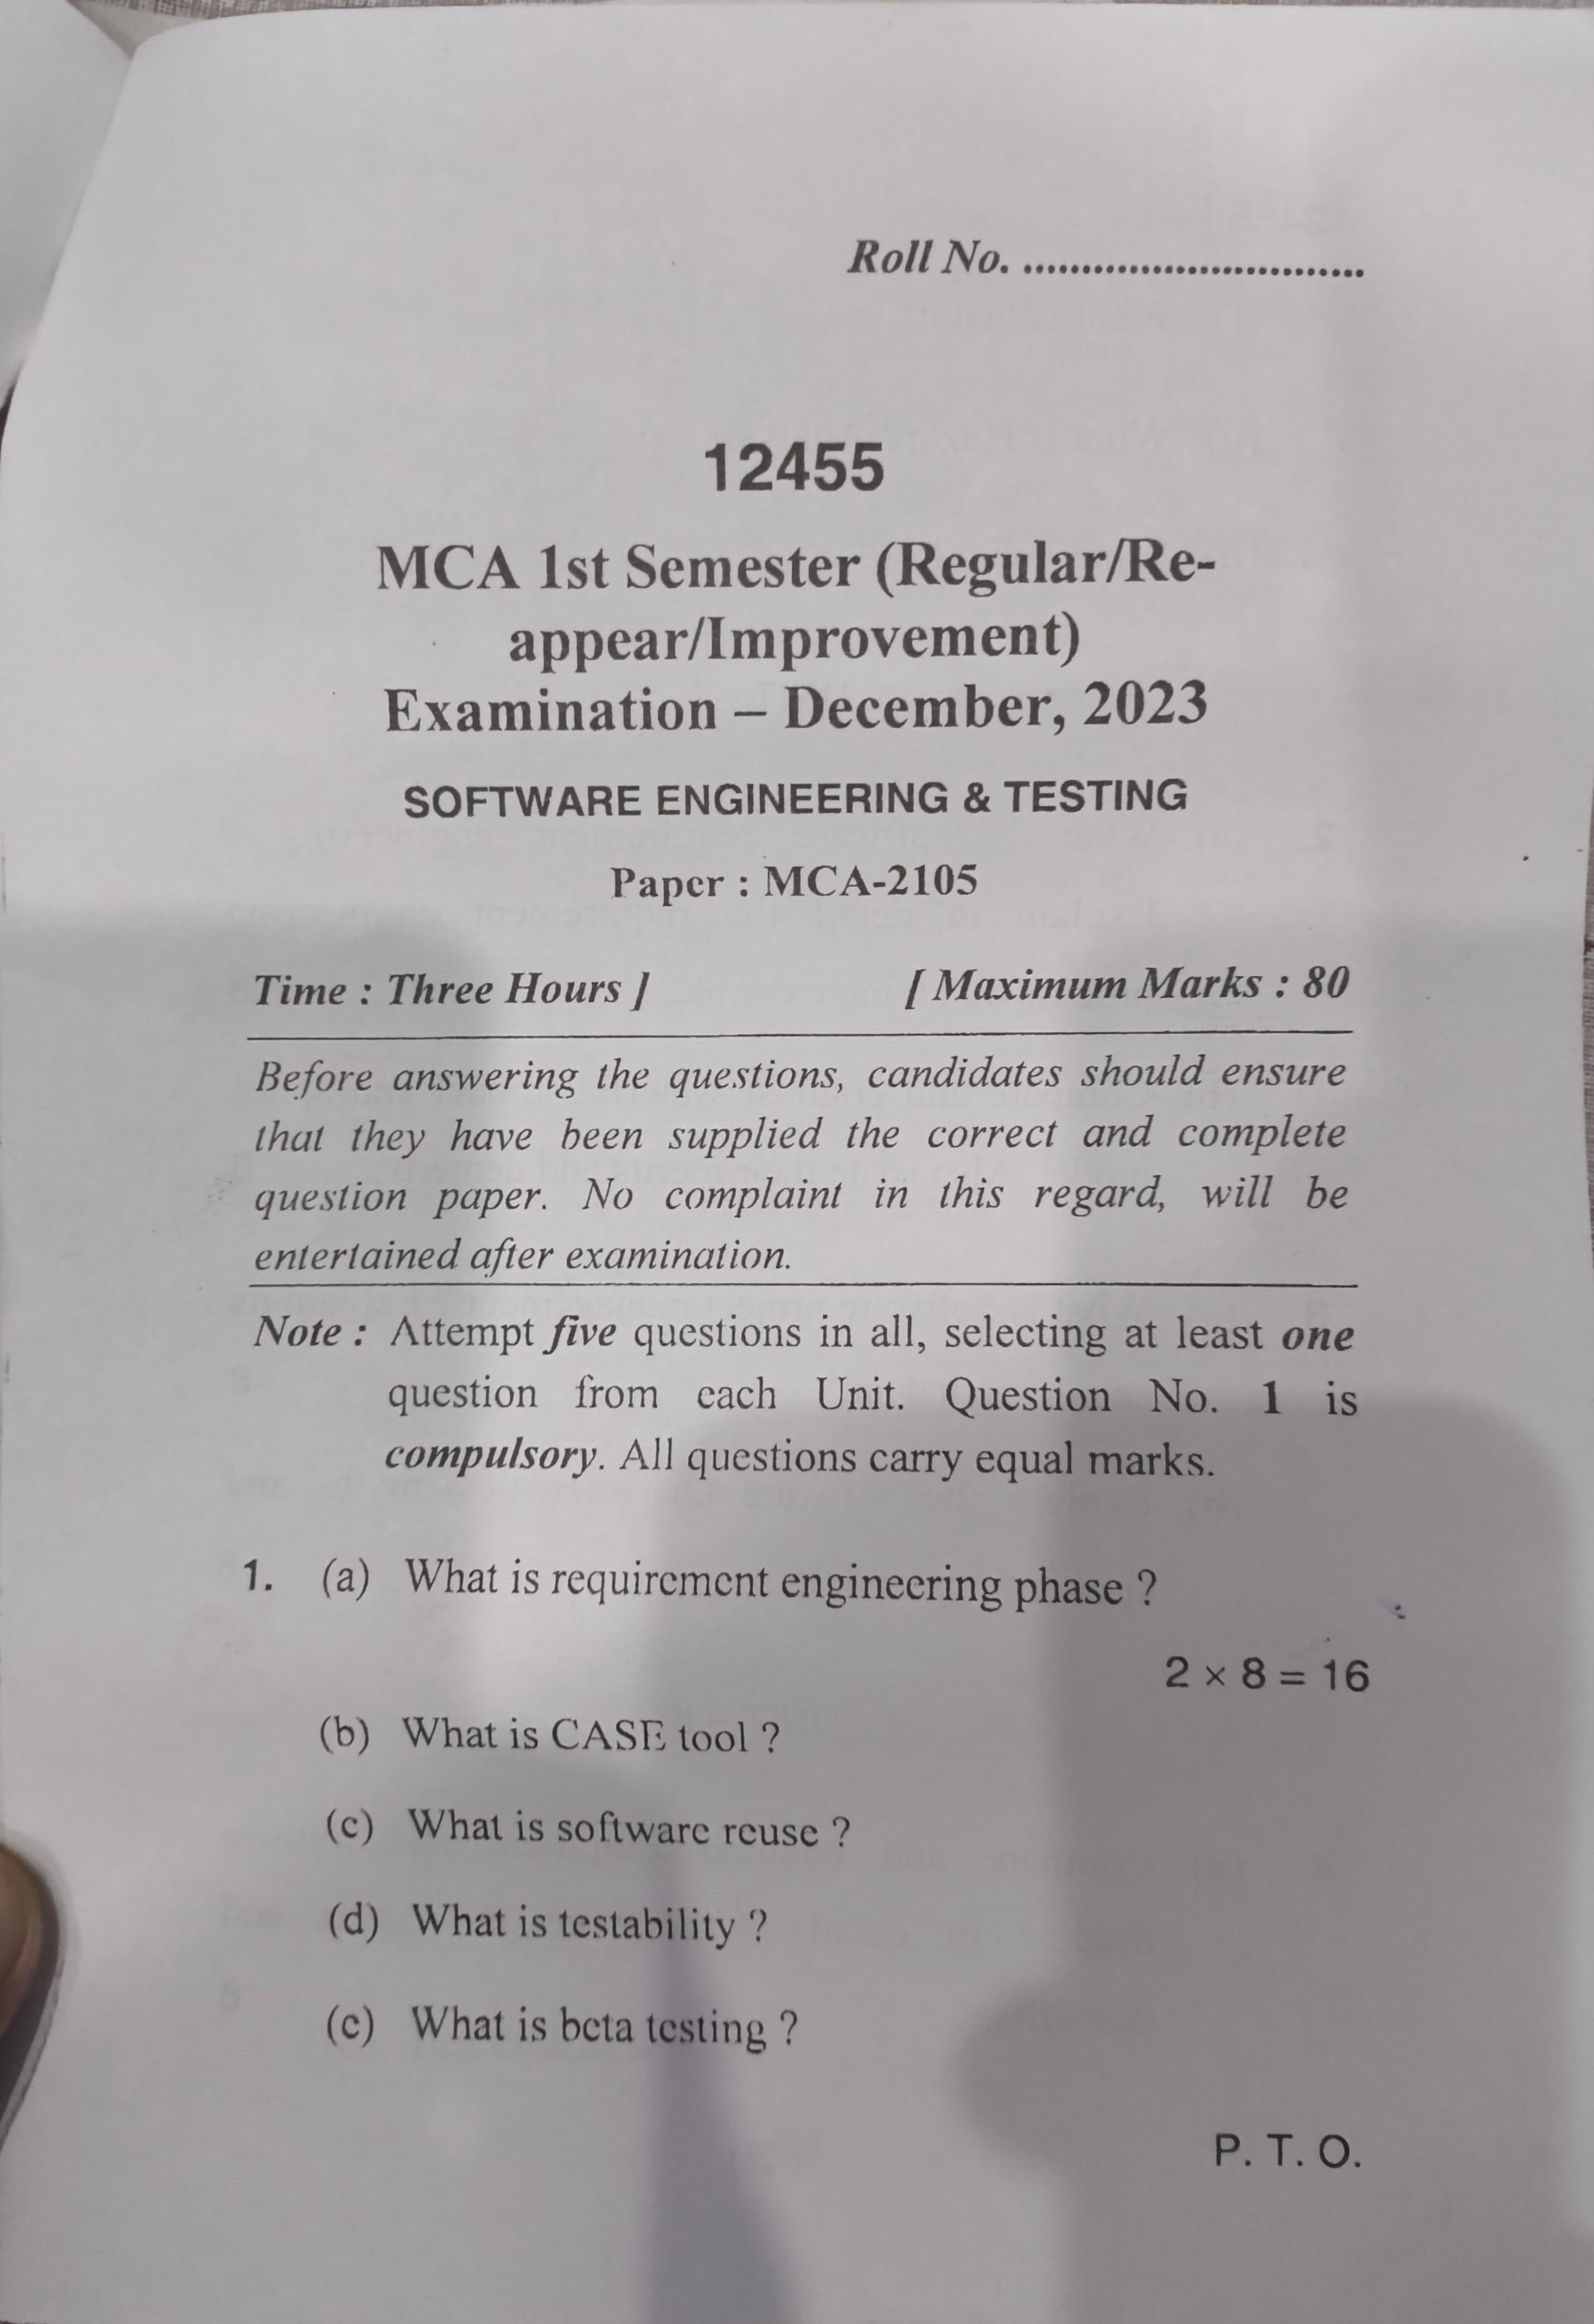 Roll No. ..............................
12455
MCA 1st Semester (Regular/Re-
appear/Improvement)
Examination – December, 2023
SOFTWARE ENGINEERING & TESTING
Paper : MCA-2105
Time : Three Hours ] [ Maximum Marks : 80
Before answering the questions, candidates should ensure
that they have been supplied the correct and complete
question paper. No complaint in this regard, will be
entertained after examination.
Note : Attempt five questions in all, selecting at least one
question from each Unit. Question No. 1 is
compulsory. All questions carry equal marks.
1. (a) What is requirement engineering phase ?
2 × 8 = 16
(b) What is CASE tool ?
(c) What is software reuse ?
(d) What is testability ?
(e) What is beta testing ?
P. T. O.